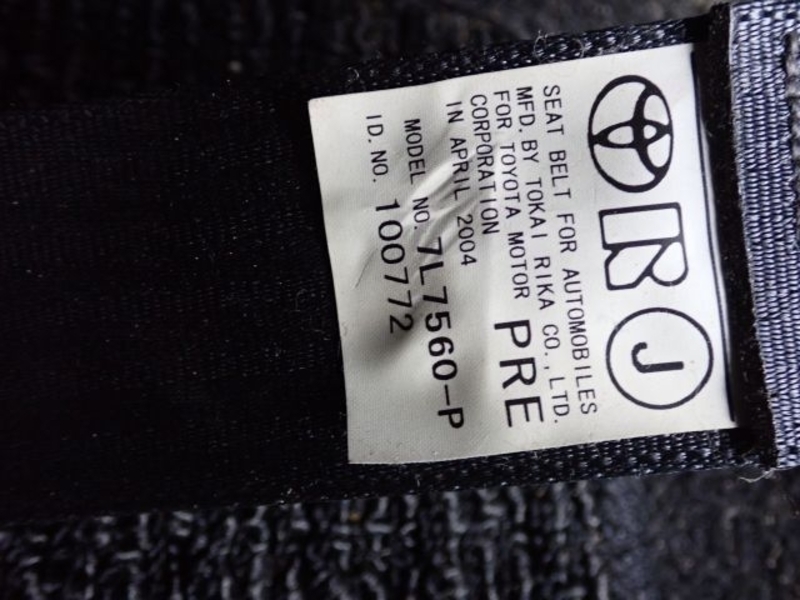 R J
SEAT BELT FOR AUTOMOBILES
MFD. BY TOKAI RIKA CO., LTD.
FOR TOYOTA MOTOR
CORPORATION PRE
IN APRIL 2004
MODEL NO. 7L7560-P
ID. NO. 100772